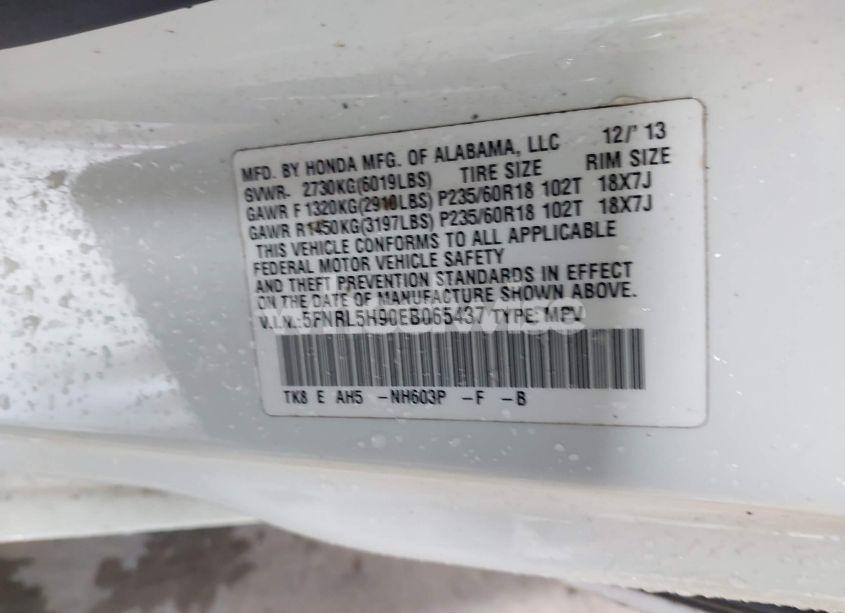 MFD. BY HONDA MFG. OF ALABAMA, LLC 12/' 13
GVWR- 2730KG(6019LBS) TIRE SIZE RIM SIZE
GAWR F 1320KG(2910LBS) P235/60R18 102T 18X7J
GAWR R1450KG(3197LBS) P235/60R18 102T 18X7J
THIS VEHICLE CONFORMS TO ALL APPLICABLE
FEDERAL MOTOR VEHICLE SAFETY
AND THEFT PREVENTION STANDARDS IN EFFECT
ON THE DATE OF MANUFACTURE SHOWN ABOVE.
V.I.N.:5FNRL5H90EB065437 TYPE: MPV
TK8 E AH5 -NH603P -F -B